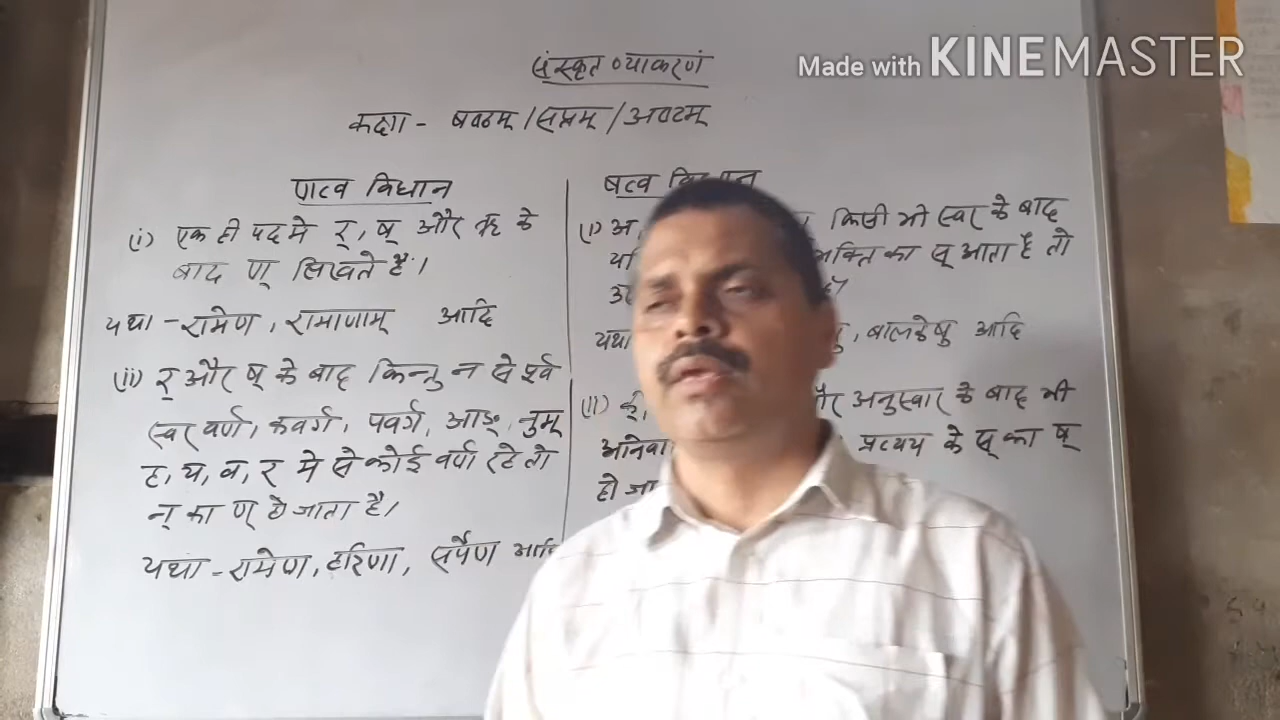 संस्कृत व्याकरणं
Made with KINEMASTER
कक्षा - षष्ठम् / सप्तम् / अष्टम्
णत्व विधान
(i) एक ही पद मे र्, ष् और ऋ के
बाद ण् लिखते हैं।
यथा - रामेण, रामाणाम् आदि
(ii) र् और ष् के बाद किन्तु न से पूर्व
स्वर वर्ण, कवर्ग, पवर्ग, आङ्, नुम्
ह, य, व, र मे से कोई वर्ण रहे तो
न् का ण् हो जाता है।
यथा - रामेण, हरिणा, सर्पेण आदि
षत्व
(i) अ, किसी भी स्वर के बाद
का स् आता है तो
यथा , बालकेषु आदि
(ii) अनुस्वार के बाद भी
प्रत्यय के स् का ष्
हो